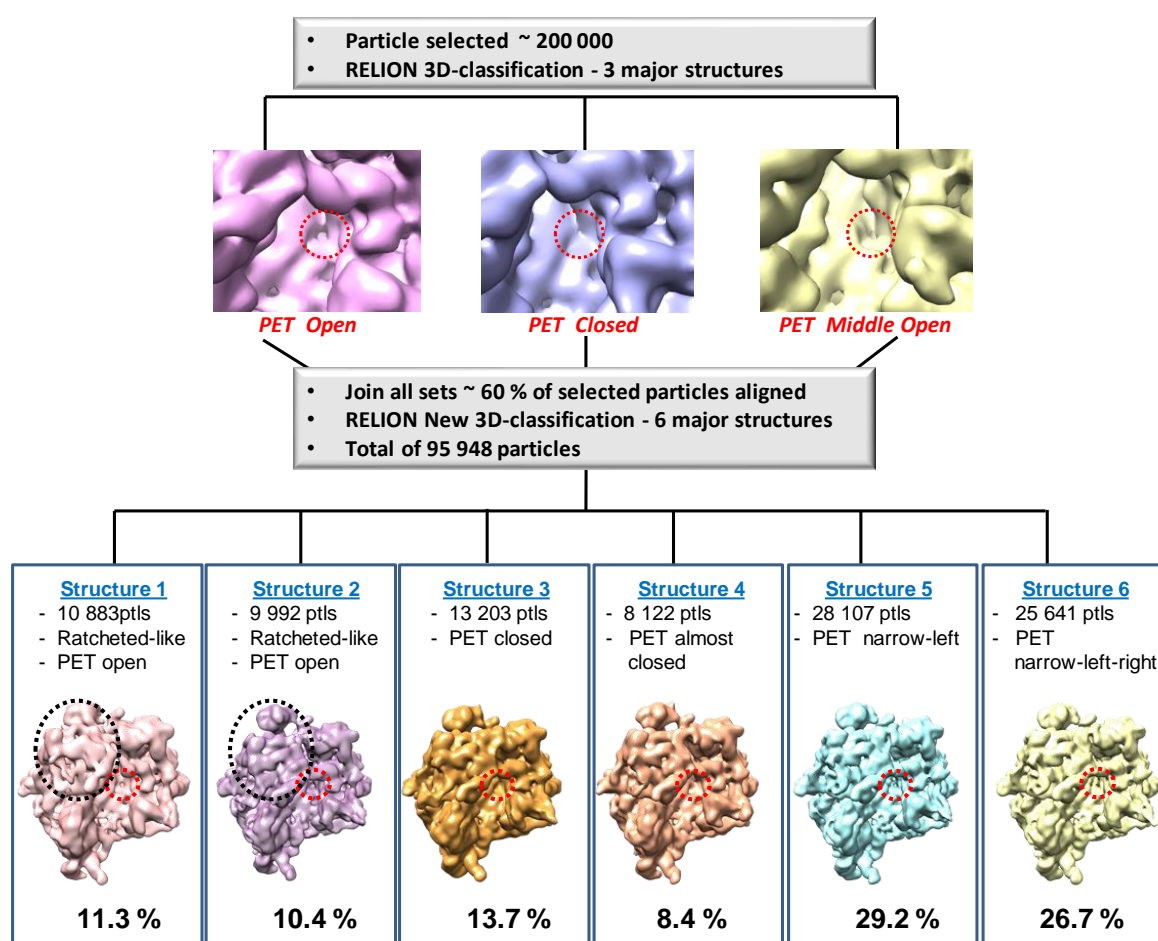 • Particle selected ~ 200 000
• RELION 3D-classification - 3 major structures
PET Open
PET Closed
PET Middle Open
• Join all sets ~ 60 % of selected particles aligned
• RELION New 3D-classification - 6 major structures
• Total of 95 948 particles
Structure 1
- 10 883ptls
- Ratcheted-like
- PET open
11.3 %
Structure 2
- 9 992 ptls
- Ratcheted-like
- PET open
10.4 %
Structure 3
- 13 203 ptls
- PET closed
13.7 %
Structure 4
- 8 122 ptls
- PET almost
closed
8.4 %
Structure 5
- 28 107 ptls
- PET narrow-left
29.2 %
Structure 6
- 25 641 ptls
- PET
narrow-left-right
26.7 %